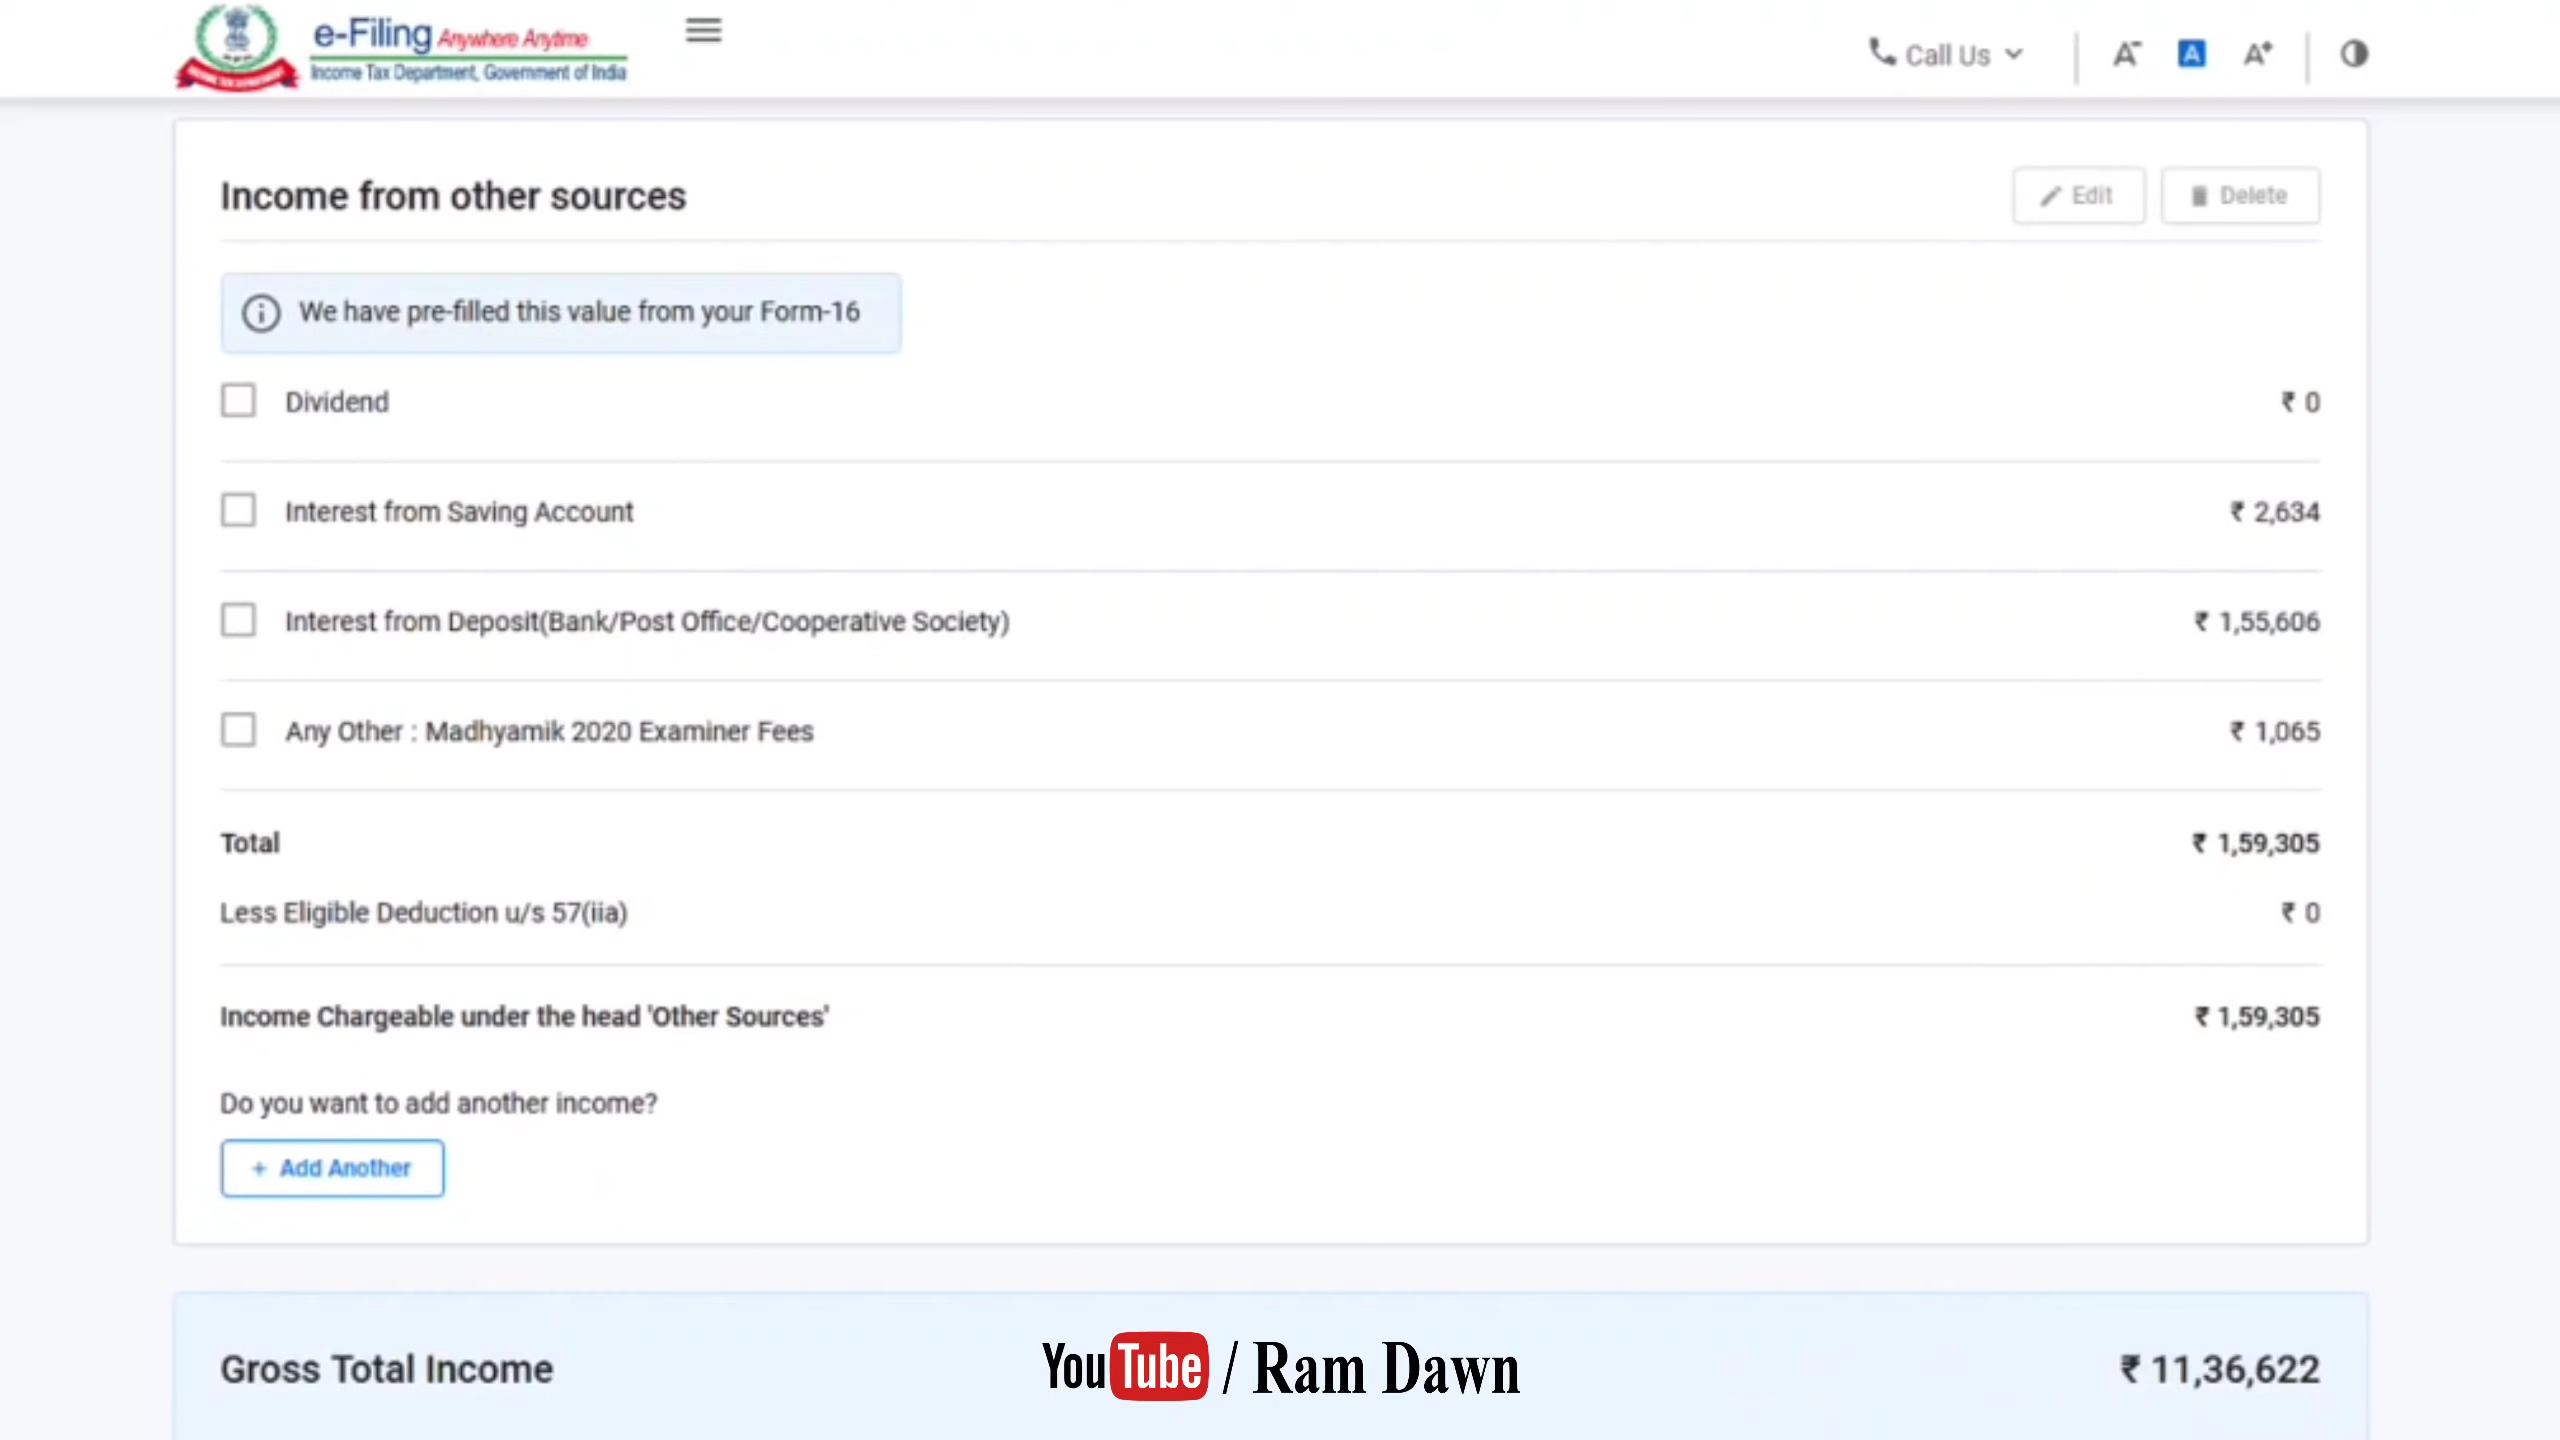 e-Filing Anywhere Anytime
Income Tax Department, Government of India
Call Us
A- A A+
Income from other sources
Edit
Delete
We have pre-filled this value from your Form-16
Dividend ₹ 0
Interest from Saving Account ₹ 2,634
Interest from Deposit(Bank/Post Office/Cooperative Society) ₹ 1,55,606
Any Other : Madhyamik 2020 Examiner Fees ₹ 1,065
Total ₹ 1,59,305
Less Eligible Deduction u/s 57(iia) ₹ 0
Income Chargeable under the head 'Other Sources' ₹ 1,59,305
Do you want to add another income?
+ Add Another
Gross Total Income ₹ 11,36,622
YouTube / Ram Dawn